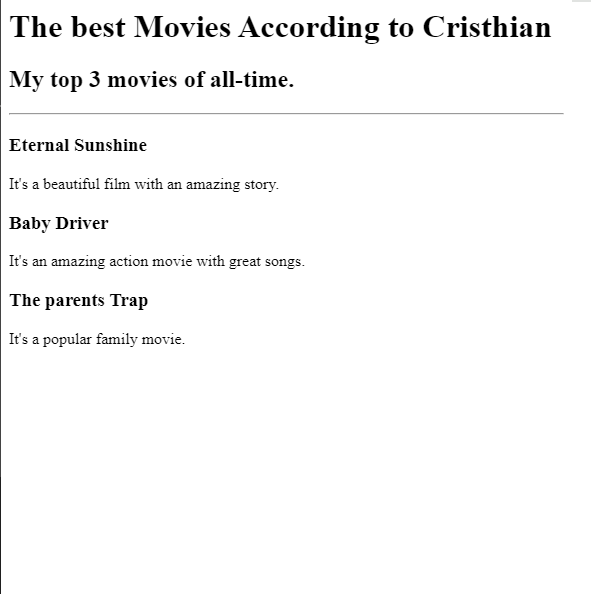 The best Movies According to Cristhian
My top 3 movies of all-time.
Eternal Sunshine
It's a beautiful film with an amazing story.
Baby Driver
It's an amazing action movie with great songs.
The parents Trap
It's a popular family movie.